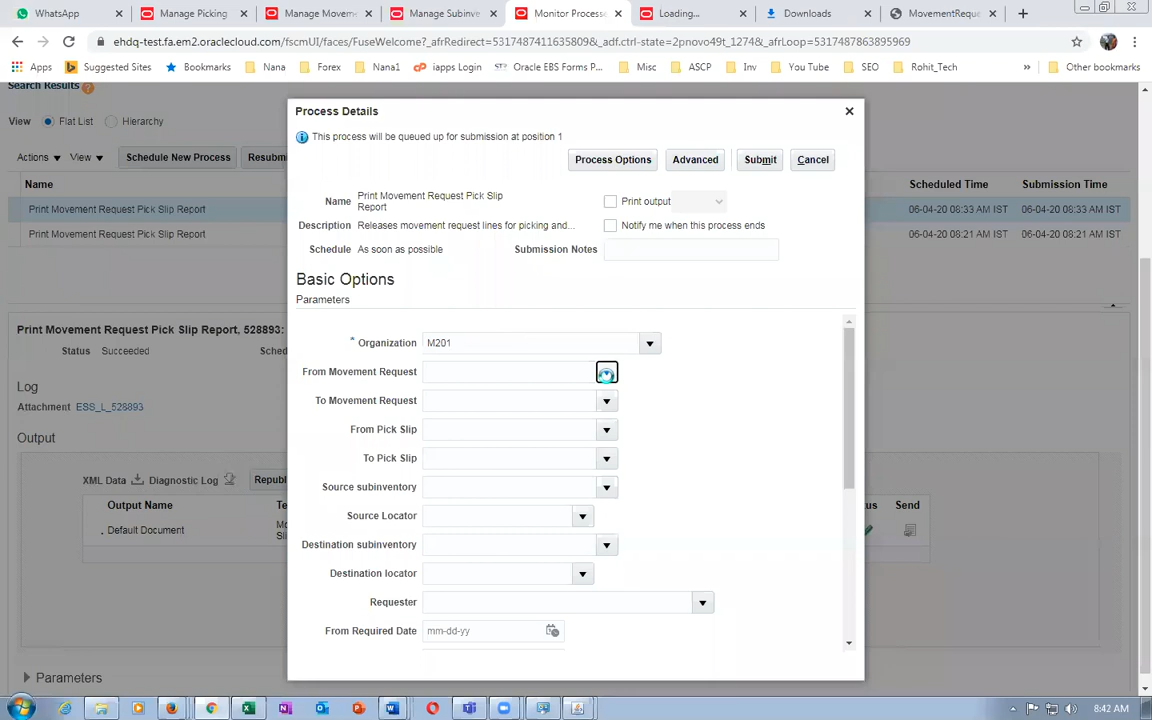 WhatsApp
Manage Picking
Manage Movem
Manage Subinve
Monitor Processe
Loading...
Downloads
MovementReque
ehdq-test.fa.em2.oraclecloud.com/fscmUI/faces/FuseWelcome?_afrRedirect=5317487411635809&_adf.ctrl-state=2pnovo49t_1274&_afrLoop=5317487863895969
Apps
Suggested Sites
Bookmarks
Nana
Forex
Nana1
iapps Login
Oracle EBS Forms P...
Misc
ASCP
Inv
You Tube
SEO
Rohit_Tech
»
Other bookmarks
Search Results
View Flat List Hierarchy
Actions View Schedule New Process Resubm
Name Scheduled Time Submission Time
Print Movement Request Pick Slip Report 06-04-20 08:33 AM IST 06-04-20 08:33 AM IST
Print Movement Request Pick Slip Report 06-04-20 08:21 AM IST 06-04-20 08:21 AM IST
Print Movement Request Pick Slip Report, 528893:
Status Succeeded Sched
Log
Attachment ESS_L_528893
Output
XML Data Diagnostic Log Republ
Output Name Te
Status Send
Default Document
Parameters
Process Details
This process will be queued up for submission at position 1
Process Options Advanced Submit Cancel
Name Print Movement Request Pick Slip Report
Print output
Description Releases movement request lines for picking and...
Notify me when this process ends
Schedule As soon as possible
Submission Notes
Basic Options
Parameters
* Organization M201
From Movement Request
To Movement Request
From Pick Slip
To Pick Slip
Source subinventory
Source Locator
Destination subinventory
Destination locator
Requester
From Required Date mm-dd-yy
8:42 AM